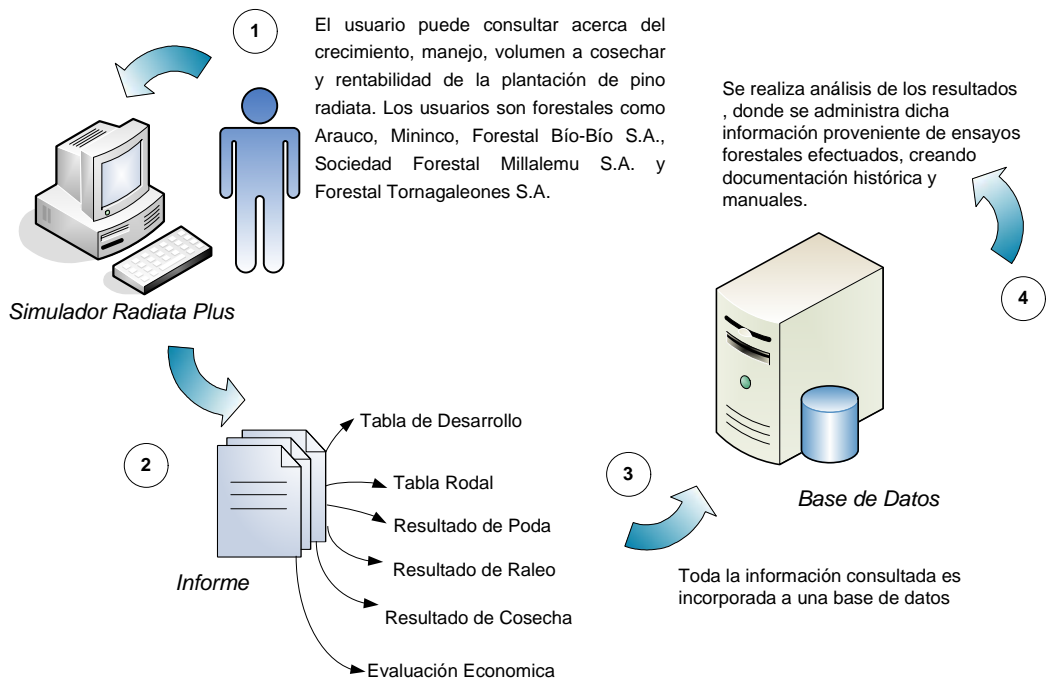 1
El usuario puede consultar acerca del
crecimiento, manejo, volumen a cosechar
y rentabilidad de la plantación de pino
radiata. Los usuarios son forestales como
Arauco, Mininco, Forestal Bío-Bío S.A.,
Sociedad Forestal Millalemu S.A. y
Forestal Tornagaleones S.A.
Simulador Radiata Plus
2
Informe
Tabla de Desarrollo
Tabla Rodal
Resultado de Poda
Resultado de Raleo
Resultado de Cosecha
Evaluación Economica
3
Toda la información consultada es
incorporada a una base de datos
Base de Datos
4
Se realiza análisis de los resultados
, donde se administra dicha
información proveniente de ensayos
forestales efectuados, creando
documentación histórica y
manuales.